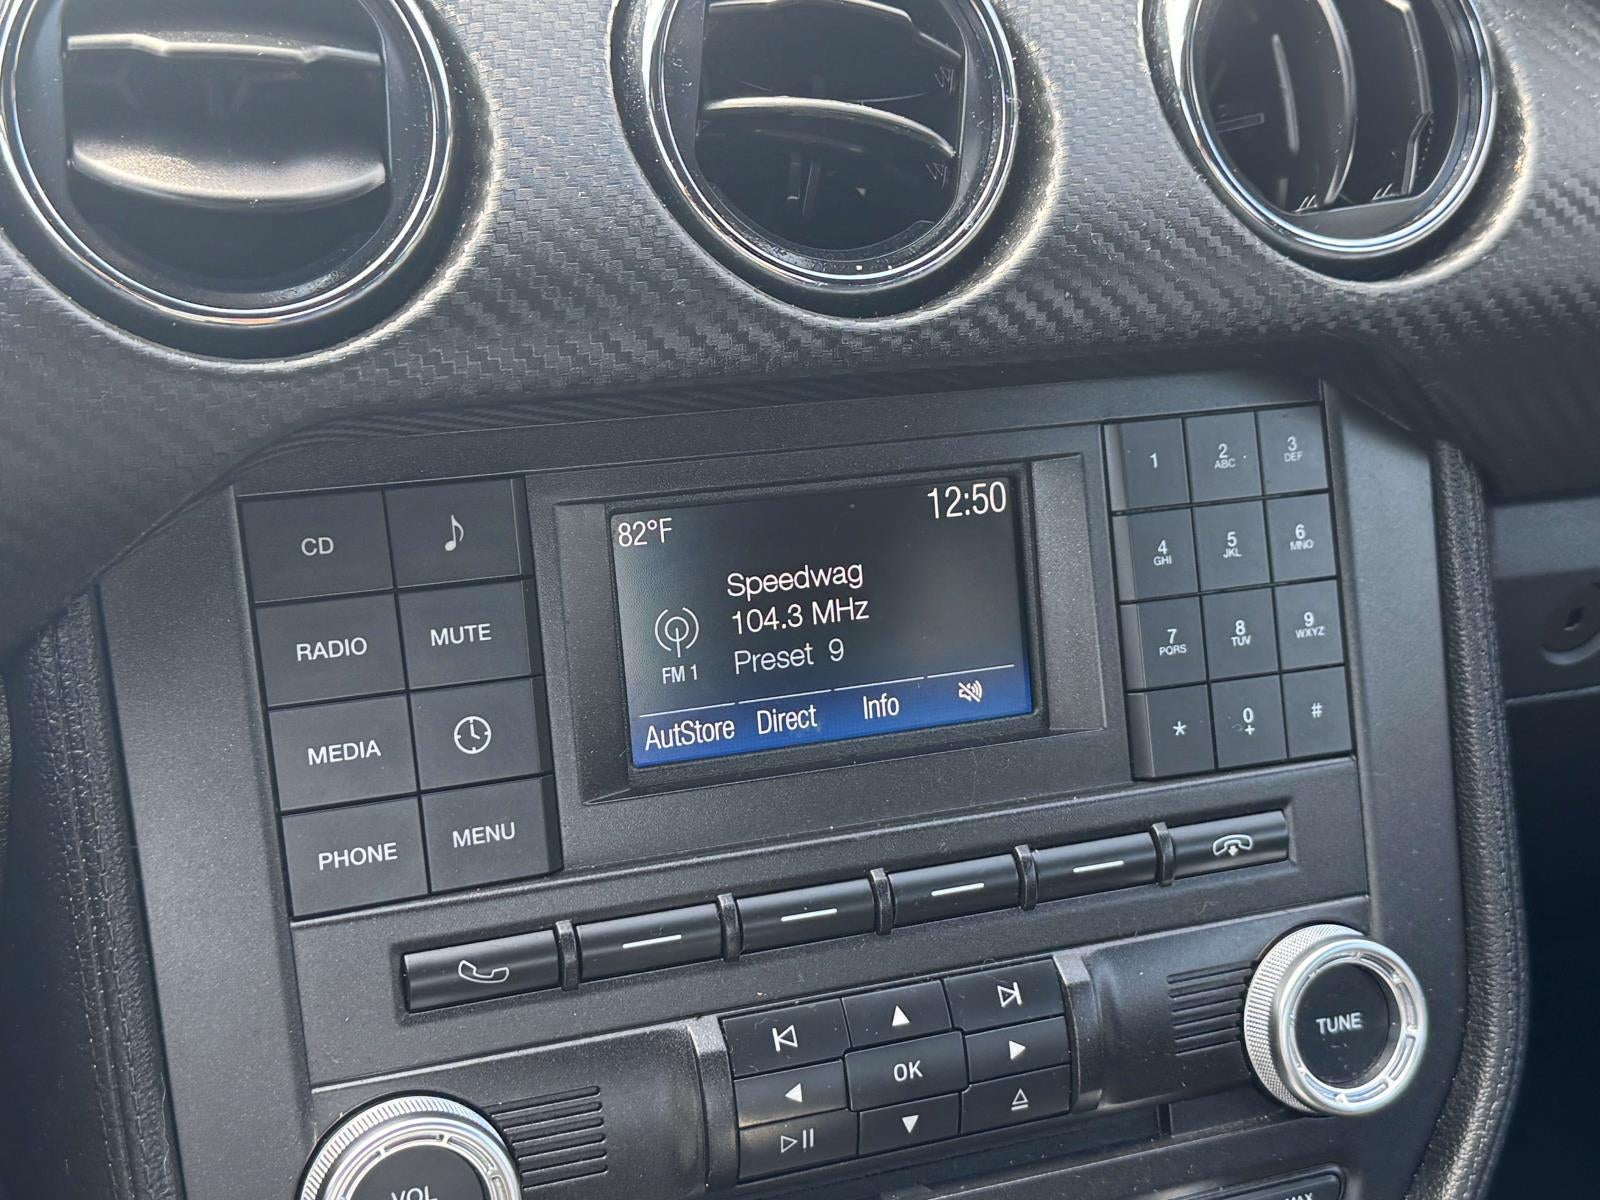 12:50
82°F
Speedwag
104.3 MHz
Preset 9
FM 1
AutStore Direct Info
CD
RADIO MUTE
MEDIA
PHONE MENU
1 2 ABC 3 DEF
4 GHI 5 JKL 6 MNO
7 PQRS 8 TUV 9 WXYZ
* 0 + #
OK
TUNE
VOL
MAX